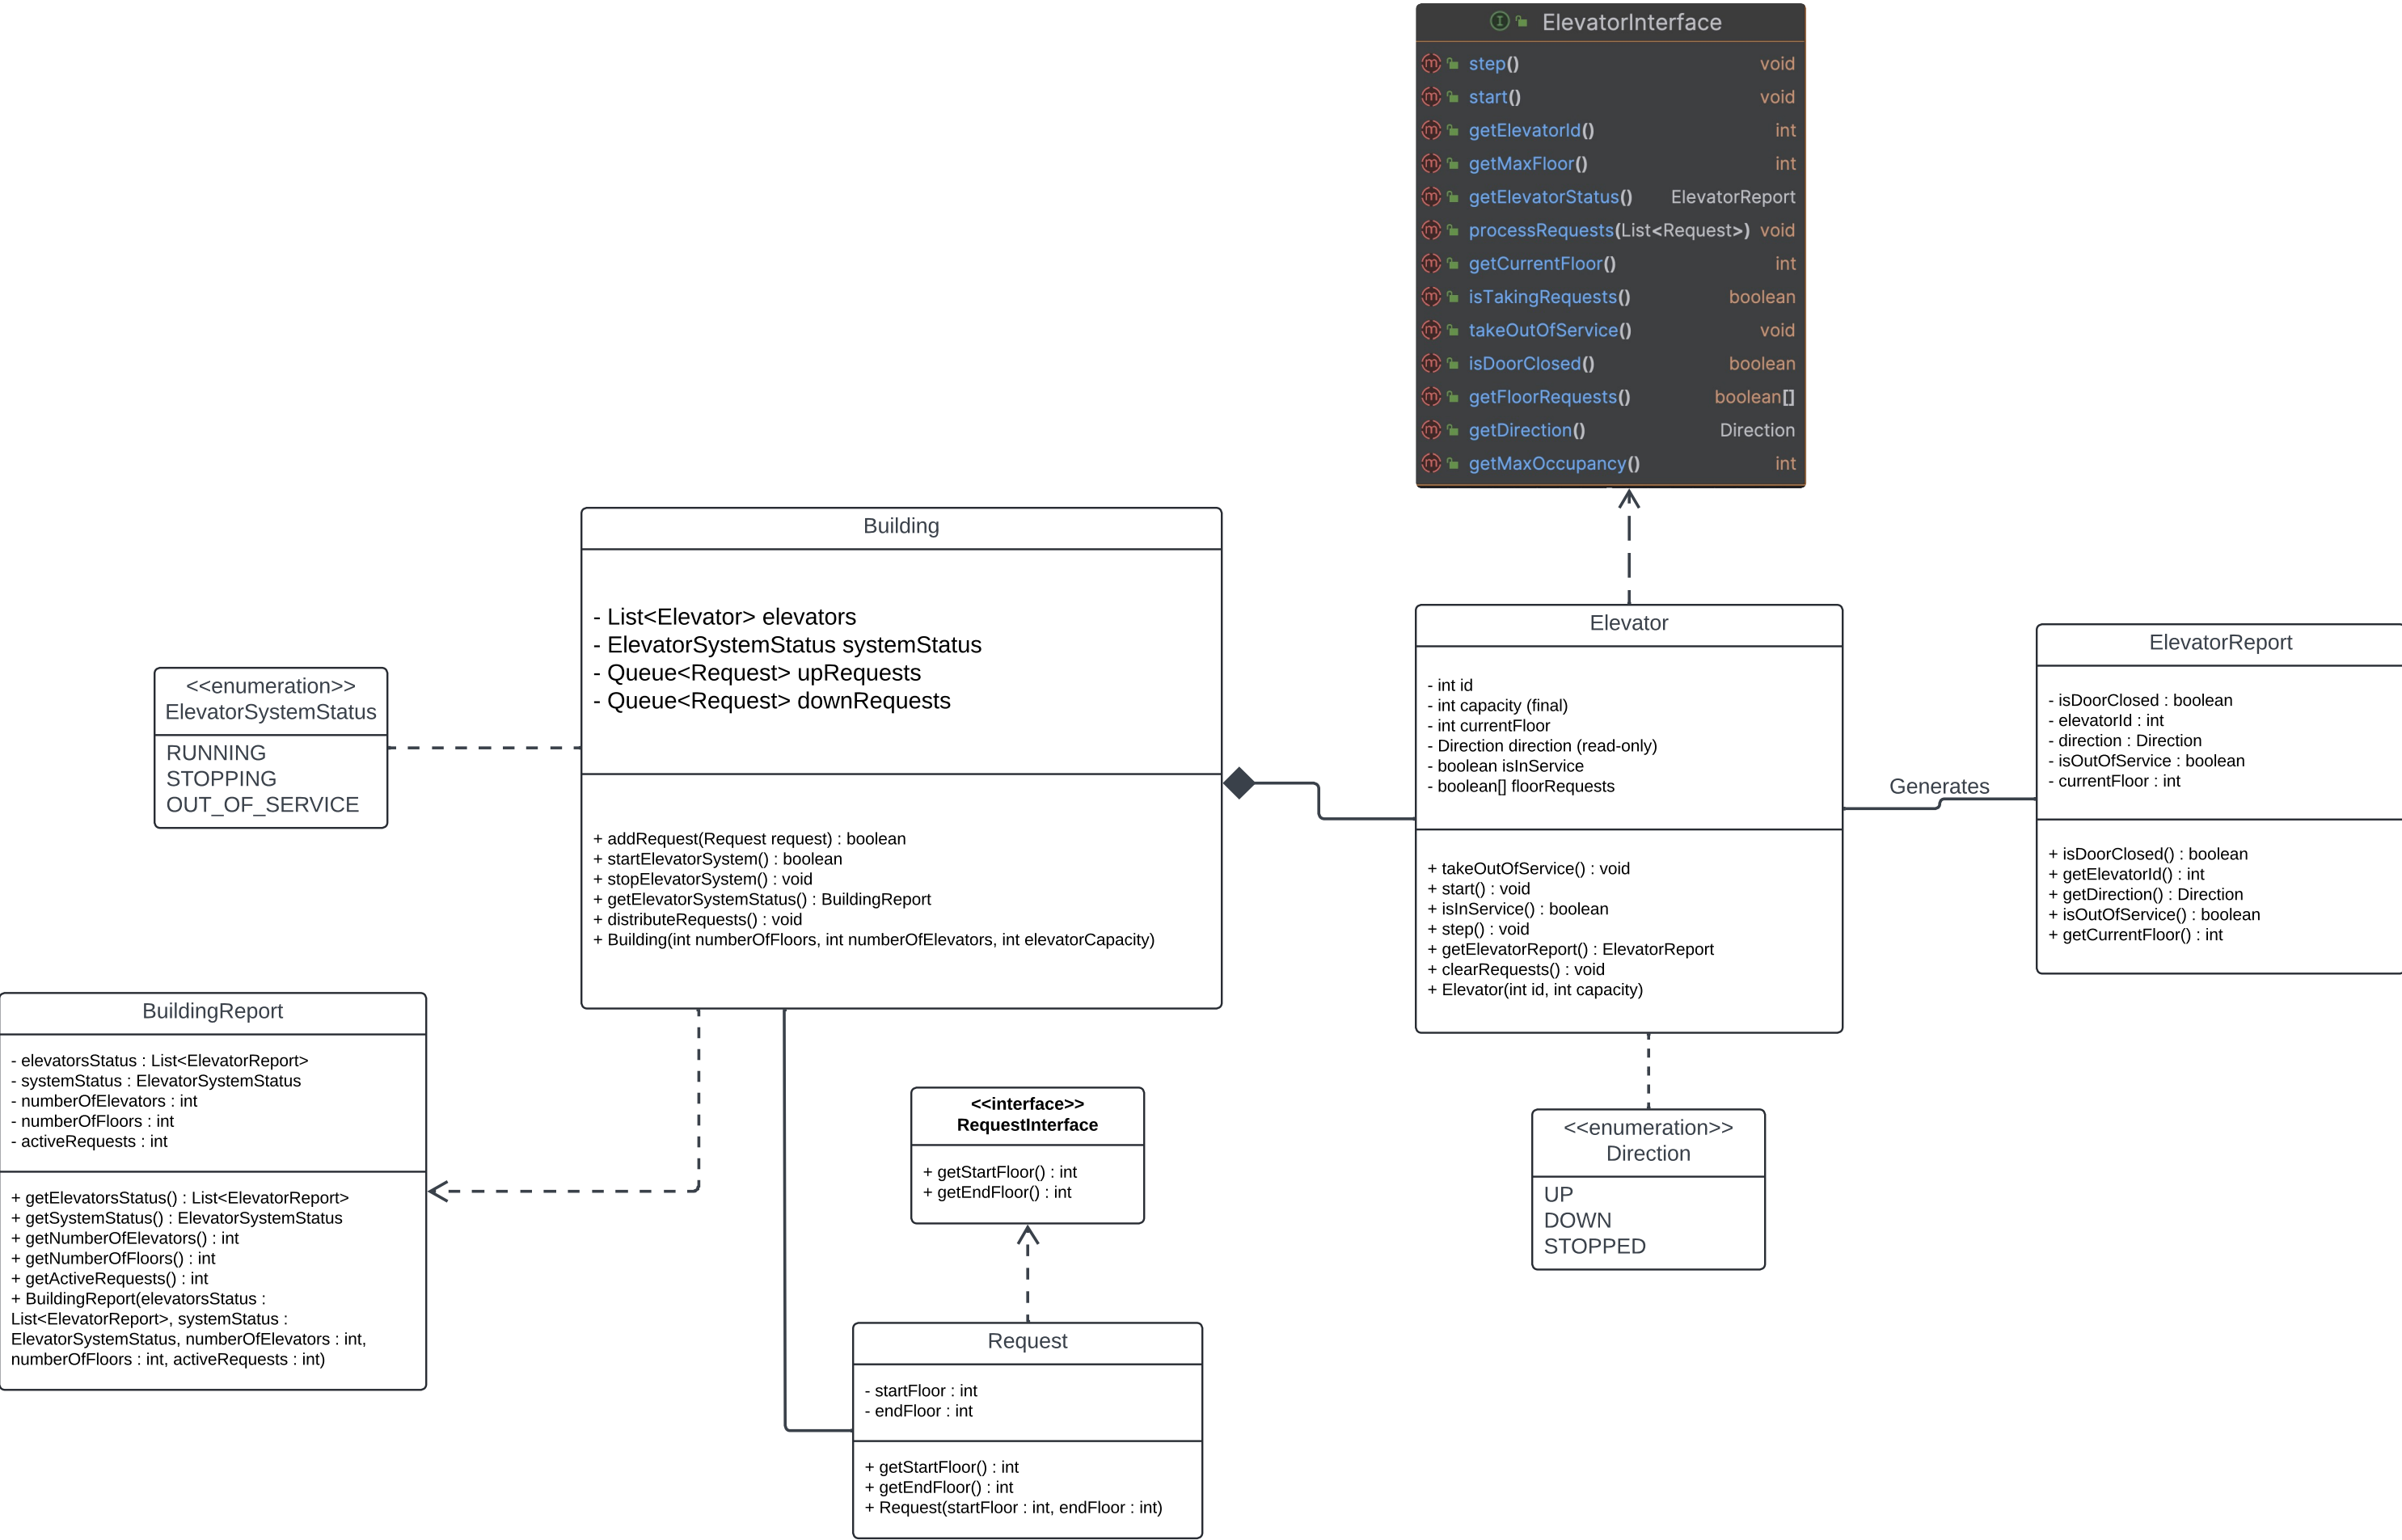 ElevatorInterface
step() void
start() void
getElevatorId() int
getMaxFloor() int
getElevatorStatus() ElevatorReport
processRequests(List<Request>) void
getCurrentFloor() int
isTakingRequests() boolean
takeOutOfService() void
isDoorClosed() boolean
getFloorRequests() boolean[]
getDirection() Direction
getMaxOccupancy() int
Building
- List<Elevator> elevators
- ElevatorSystemStatus systemStatus
- Queue<Request> upRequests
- Queue<Request> downRequests
+ addRequest(Request request) : boolean
+ startElevatorSystem() : boolean
+ stopElevatorSystem() : void
+ getElevatorSystemStatus() : BuildingReport
+ distributeRequests() : void
+ Building(int numberOfFloors, int numberOfElevators, int elevatorCapacity)
<<enumeration>>
ElevatorSystemStatus
RUNNING
STOPPING
OUT_OF_SERVICE
Elevator
- int id
- int capacity (final)
- int currentFloor
- Direction direction (read-only)
- boolean isInService
- boolean[] floorRequests
+ takeOutOfService() : void
+ start() : void
+ isInService() : boolean
+ step() : void
+ getElevatorReport() : ElevatorReport
+ clearRequests() : void
+ Elevator(int id, int capacity)
Generates
ElevatorReport
- isDoorClosed : boolean
- elevatorId : int
- direction : Direction
- isOutOfService : boolean
- currentFloor : int
+ isDoorClosed() : boolean
+ getElevatorId() : int
+ getDirection() : Direction
+ isOutOfService() : boolean
+ getCurrentFloor() : int
BuildingReport
- elevatorsStatus : List<ElevatorReport>
- systemStatus : ElevatorSystemStatus
- numberOfElevators : int
- numberOfFloors : int
- activeRequests : int
+ getElevatorsStatus() : List<ElevatorReport>
+ getSystemStatus() : ElevatorSystemStatus
+ getNumberOfElevators() : int
+ getNumberOfFloors() : int
+ getActiveRequests() : int
+ BuildingReport(elevatorsStatus :
List<ElevatorReport>, systemStatus :
ElevatorSystemStatus, numberOfElevators : int,
numberOfFloors : int, activeRequests : int)
<<interface>>
RequestInterface
+ getStartFloor() : int
+ getEndFloor() : int
<<enumeration>>
Direction
UP
DOWN
STOPPED
Request
- startFloor : int
- endFloor : int
+ getStartFloor() : int
+ getEndFloor() : int
+ Request(startFloor : int, endFloor : int)